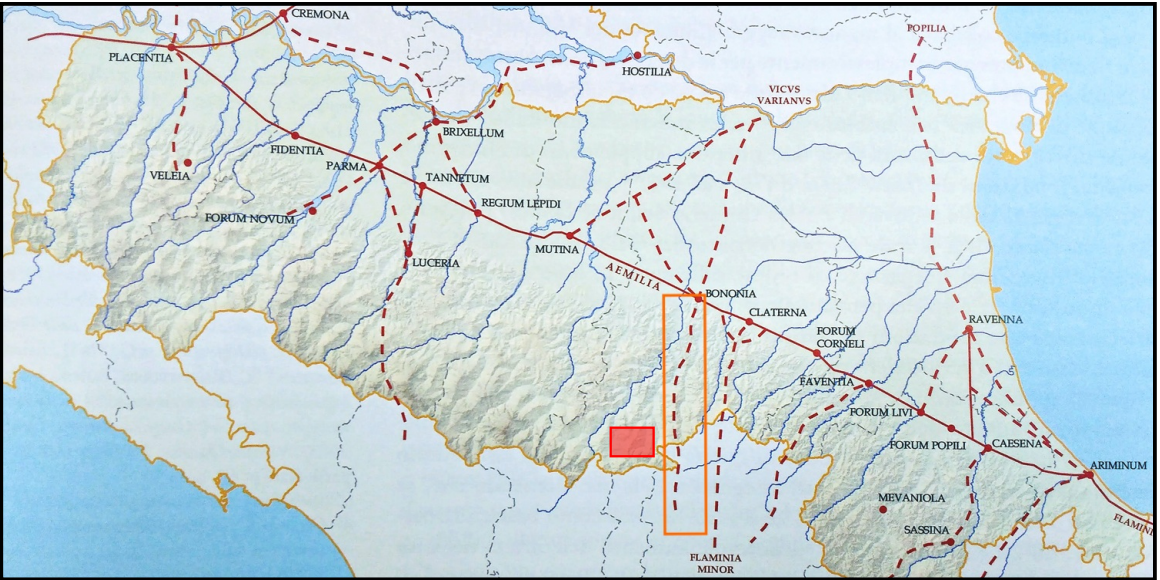 CREMONA
PLACENTIA
POPILIA
HOSTILIA
VICVS
VARIANVS
BRIXELLUM
FIDENTIA
PARMA
VELEIA
TANNETUM
REGIUM LEPIDI
FORUM NOVUM
MUTINA
LUCERIA
AEMILIA
BONONIA
CLATERNA
RAVENNA
FORUM
CORNELI
FAVENTIA
FORUM LIVI
FORUM POPILI
CAESENA
ARIMINUM
MEVANIOLA
FLAMINI
SASSINA
FLAMINIA
MINOR